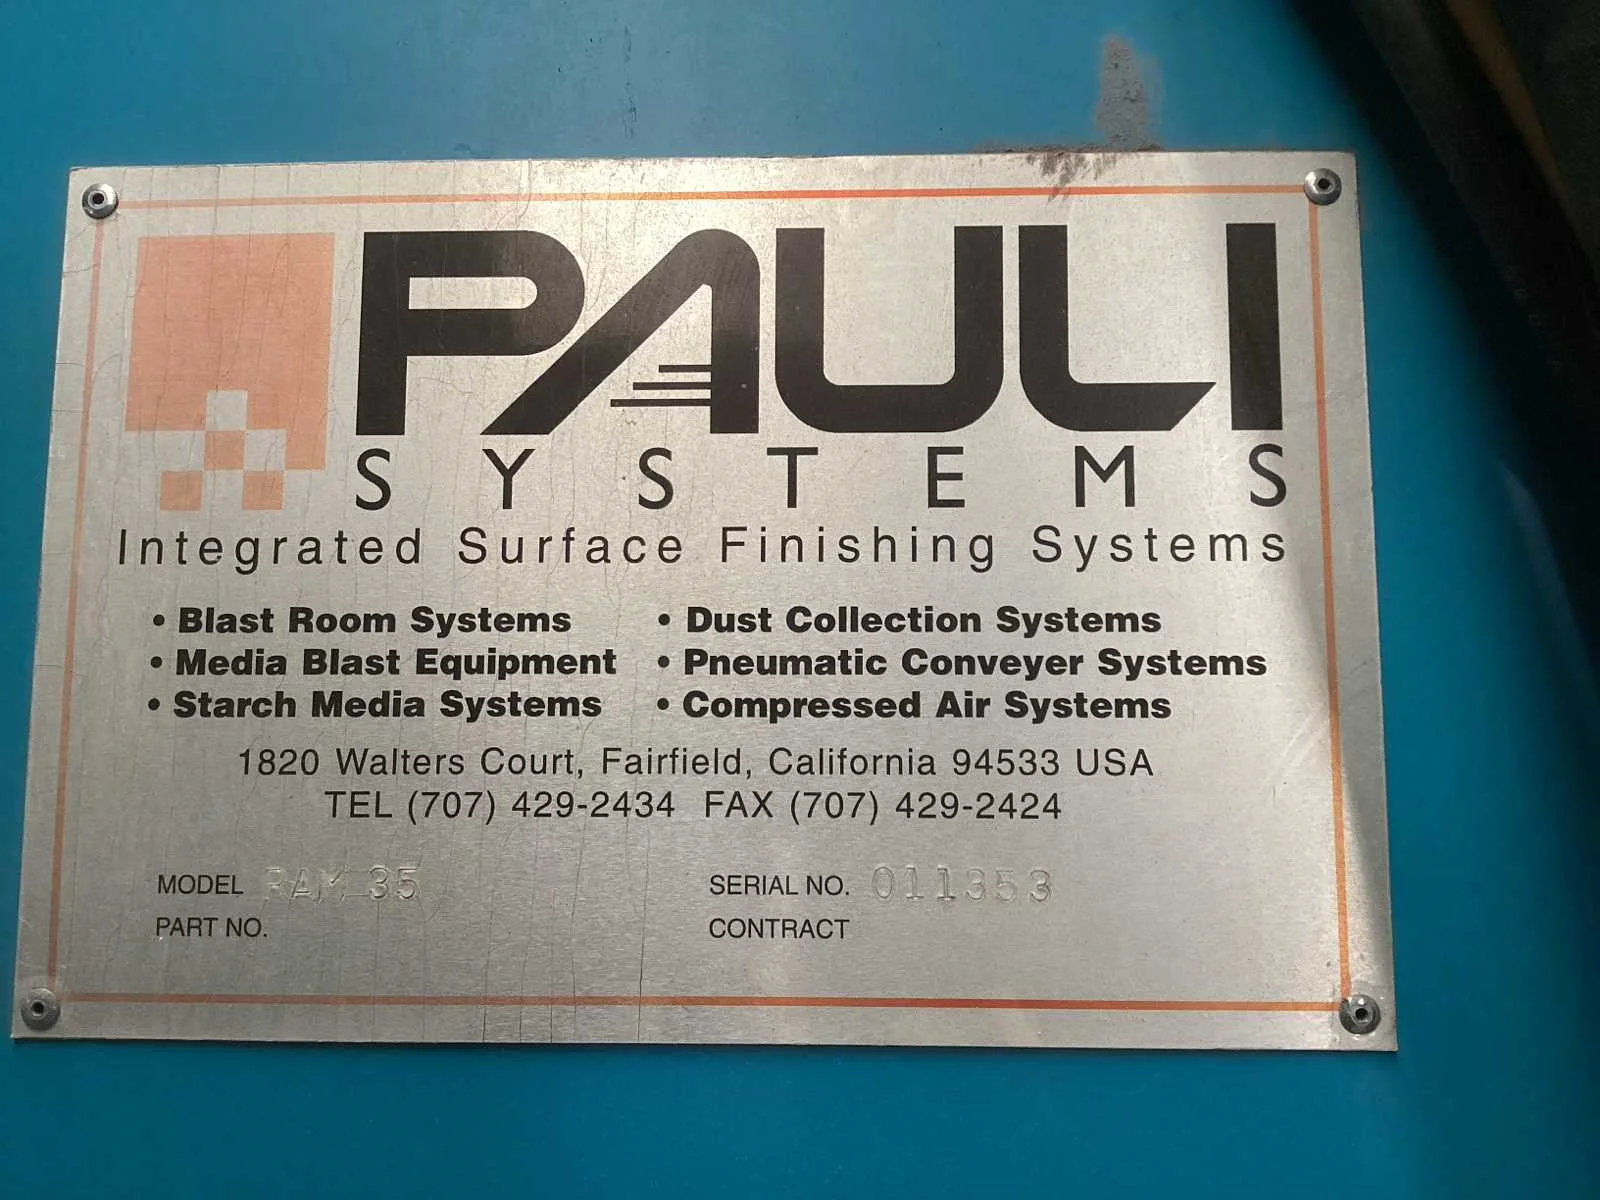 PAULI
SYSTEMS
Integrated Surface Finishing Systems
• Blast Room Systems • Dust Collection Systems
• Media Blast Equipment • Pneumatic Conveyer Systems
• Starch Media Systems • Compressed Air Systems
1820 Walters Court, Fairfield, California 94533 USA
TEL (707) 429-2434 FAX (707) 429-2424
MODEL RAM 35 SERIAL NO. 011353
PART NO. CONTRACT